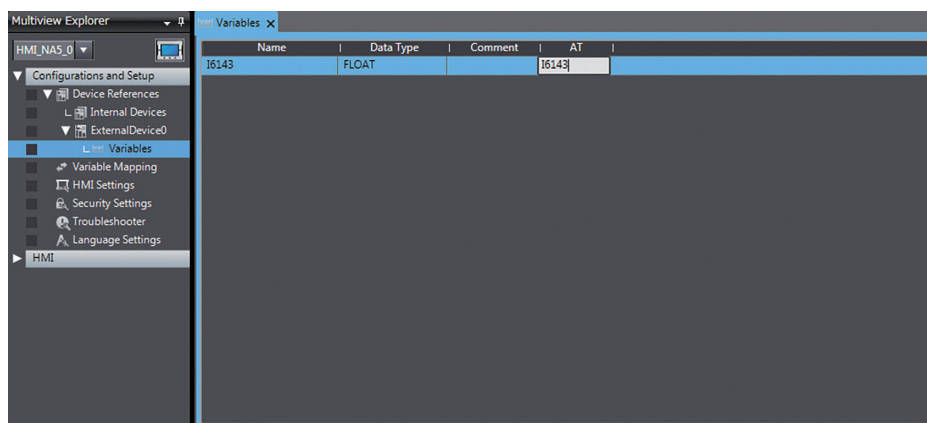 Multiview Explorer
Variables
HMI_NA5_0
Name Data Type Comment AT
I6143 FLOAT I6143
Configurations and Setup
Device References
Internal Devices
ExternalDevice0
Variables
Variable Mapping
HMI Settings
Security Settings
Troubleshooter
Language Settings
HMI